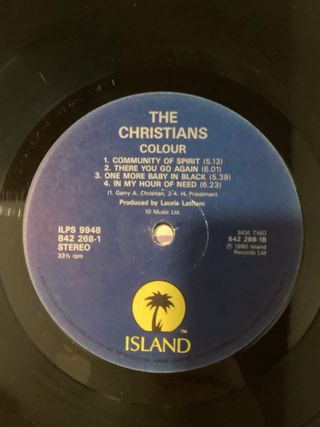 THE
CHRISTIANS
COLOUR
1. COMMUNITY OF SPIRIT (5.13)
2. THERE YOU GO AGAIN (6.01)
3. ONE MORE BABY IN BLACK (5.39)
4. IN MY HOUR OF NEED (6.23)
(1. Garry A. Christian, 2-4. H. Priestman)
Produced by Laurie Latham
10 Music Ltd
ILPS 9948
842 268-1
STEREO
33⅓ rpm
SIDE TWO
842 268-1B
Ⓟ 1990 Island
Records Ltd
TM
ISLAND